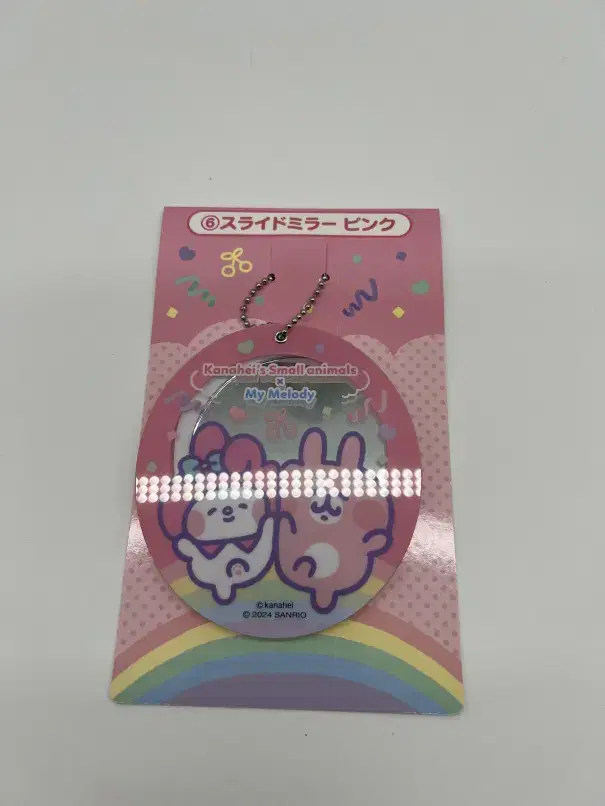 ⑥スライドミラー ピンク
Kanahei's Small animals
×
My Melody
©kanahei
© 2024 SANRIO